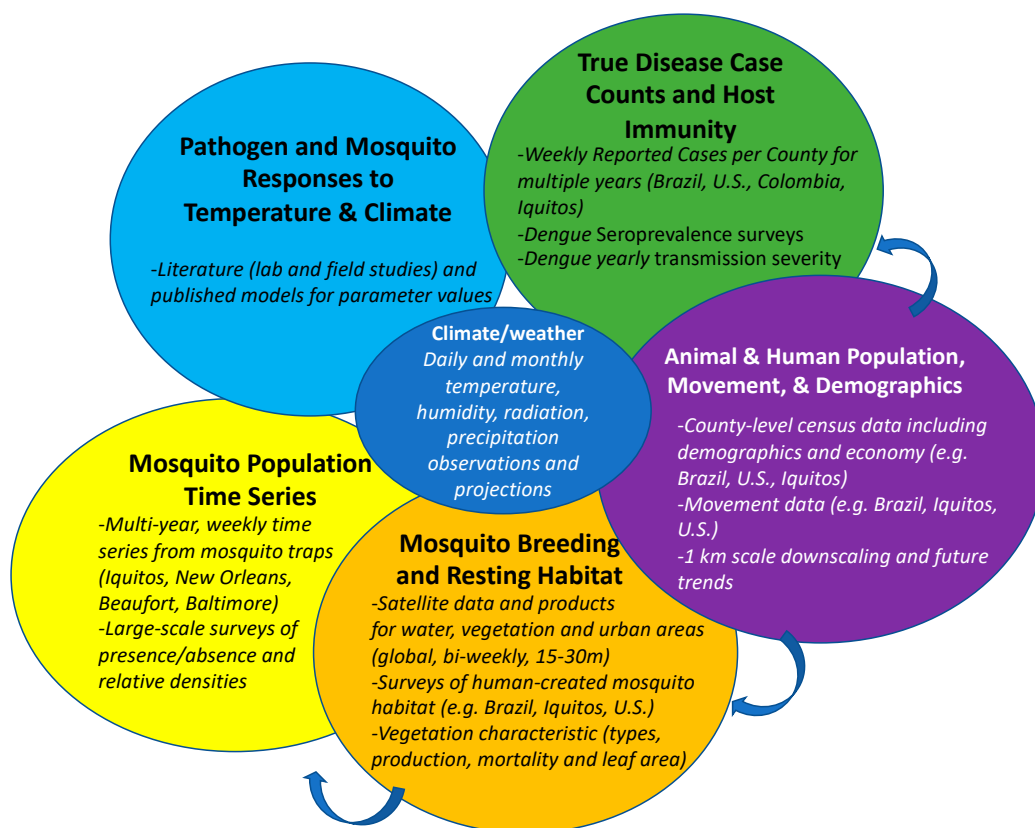 True Disease Case
Counts and Host
Immunity
-Weekly Reported Cases per County for
multiple years (Brazil, U.S., Colombia,
Iquitos)
-Dengue Seroprevalence surveys
-Dengue yearly transmission severity
Pathogen and Mosquito
Responses to
Temperature & Climate
-Literature (lab and field studies) and
published models for parameter values
Climate/weather
Daily and monthly
temperature,
humidity, radiation,
precipitation
observations and
projections
Animal & Human Population,
Movement, & Demographics
-County-level census data including
demographics and economy (e.g.
Brazil, U.S., Iquitos)
-Movement data (e.g. Brazil, Iquitos,
U.S.)
-1 km scale downscaling and future
trends
Mosquito Population
Time Series
-Multi-year, weekly time
series from mosquito traps
(Iquitos, New Orleans,
Beaufort, Baltimore)
-Large-scale surveys of
presence/absence and
relative densities
Mosquito Breeding
and Resting Habitat
-Satellite data and products
for water, vegetation and urban areas
(global, bi-weekly, 15-30m)
-Surveys of human-created mosquito
habitat (e.g. Brazil, Iquitos, U.S.)
-Vegetation characteristic (types,
production, mortality and leaf area)